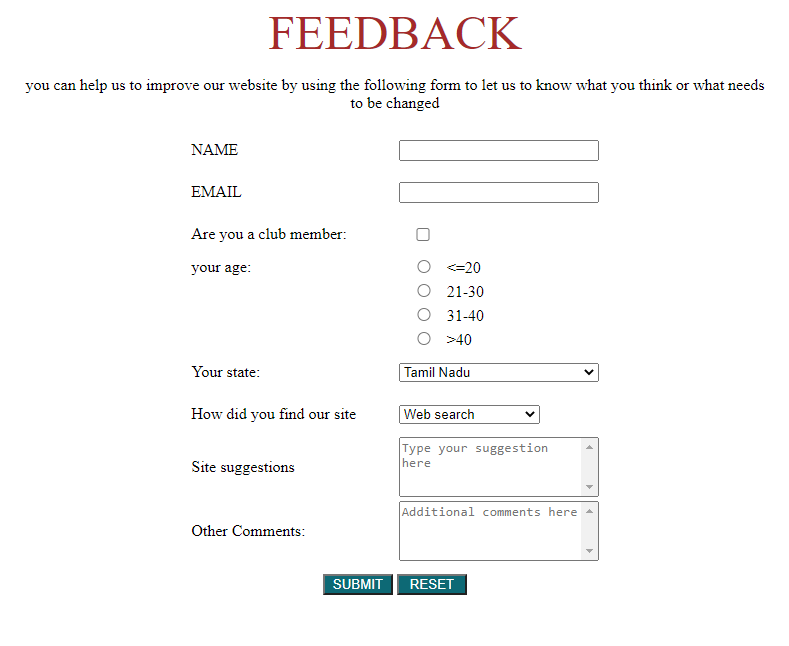 FEEDBACK
you can help us to improve our website by using the following form to let us to know what you think or what needs
to be changed
NAME
EMAIL
Are you a club member:
your age:
<=20
21-30
31-40
>40
Your state:
Tamil Nadu
How did you find our site
Web search
Site suggestions
Type your suggestion
here
Other Comments:
Additional comments here
SUBMIT RESET